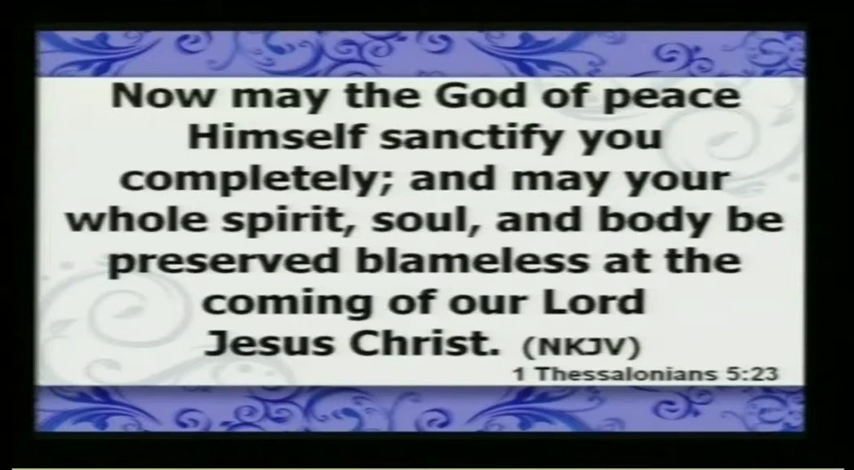 Now may the God of peace
Himself sanctify you
completely; and may your
whole spirit, soul, and body be
preserved blameless at the
coming of our Lord
Jesus Christ. (NKJV)
1 Thessalonians 5:23